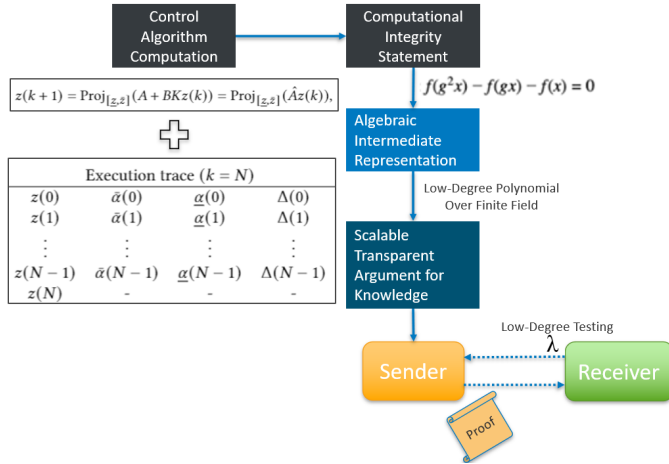 Control
Algorithm
Computation
Computational
Integrity
Statement
z(k + 1) = Proj_{[z̲,z̄]}(A + BKz(k)) = Proj_{[z̲,z̄]}(Âz(k)),
f(g²x) – f(gx) – f(x) = 0
Algebraic
Intermediate
Representation
Execution trace (k = N)
z(0) ᾱ(0) α̲(0) Δ(0)
z(1) ᾱ(1) α̲(1) Δ(1)
⋮ ⋮ ⋮ ⋮
z(N – 1) ᾱ(N – 1) α̲(N – 1) Δ(N – 1)
z(N) - - -
Low-Degree Polynomial
Over Finite Field
Scalable
Transparent
Argument for
Knowledge
Low-Degree Testing
λ
Sender
Receiver
Proof